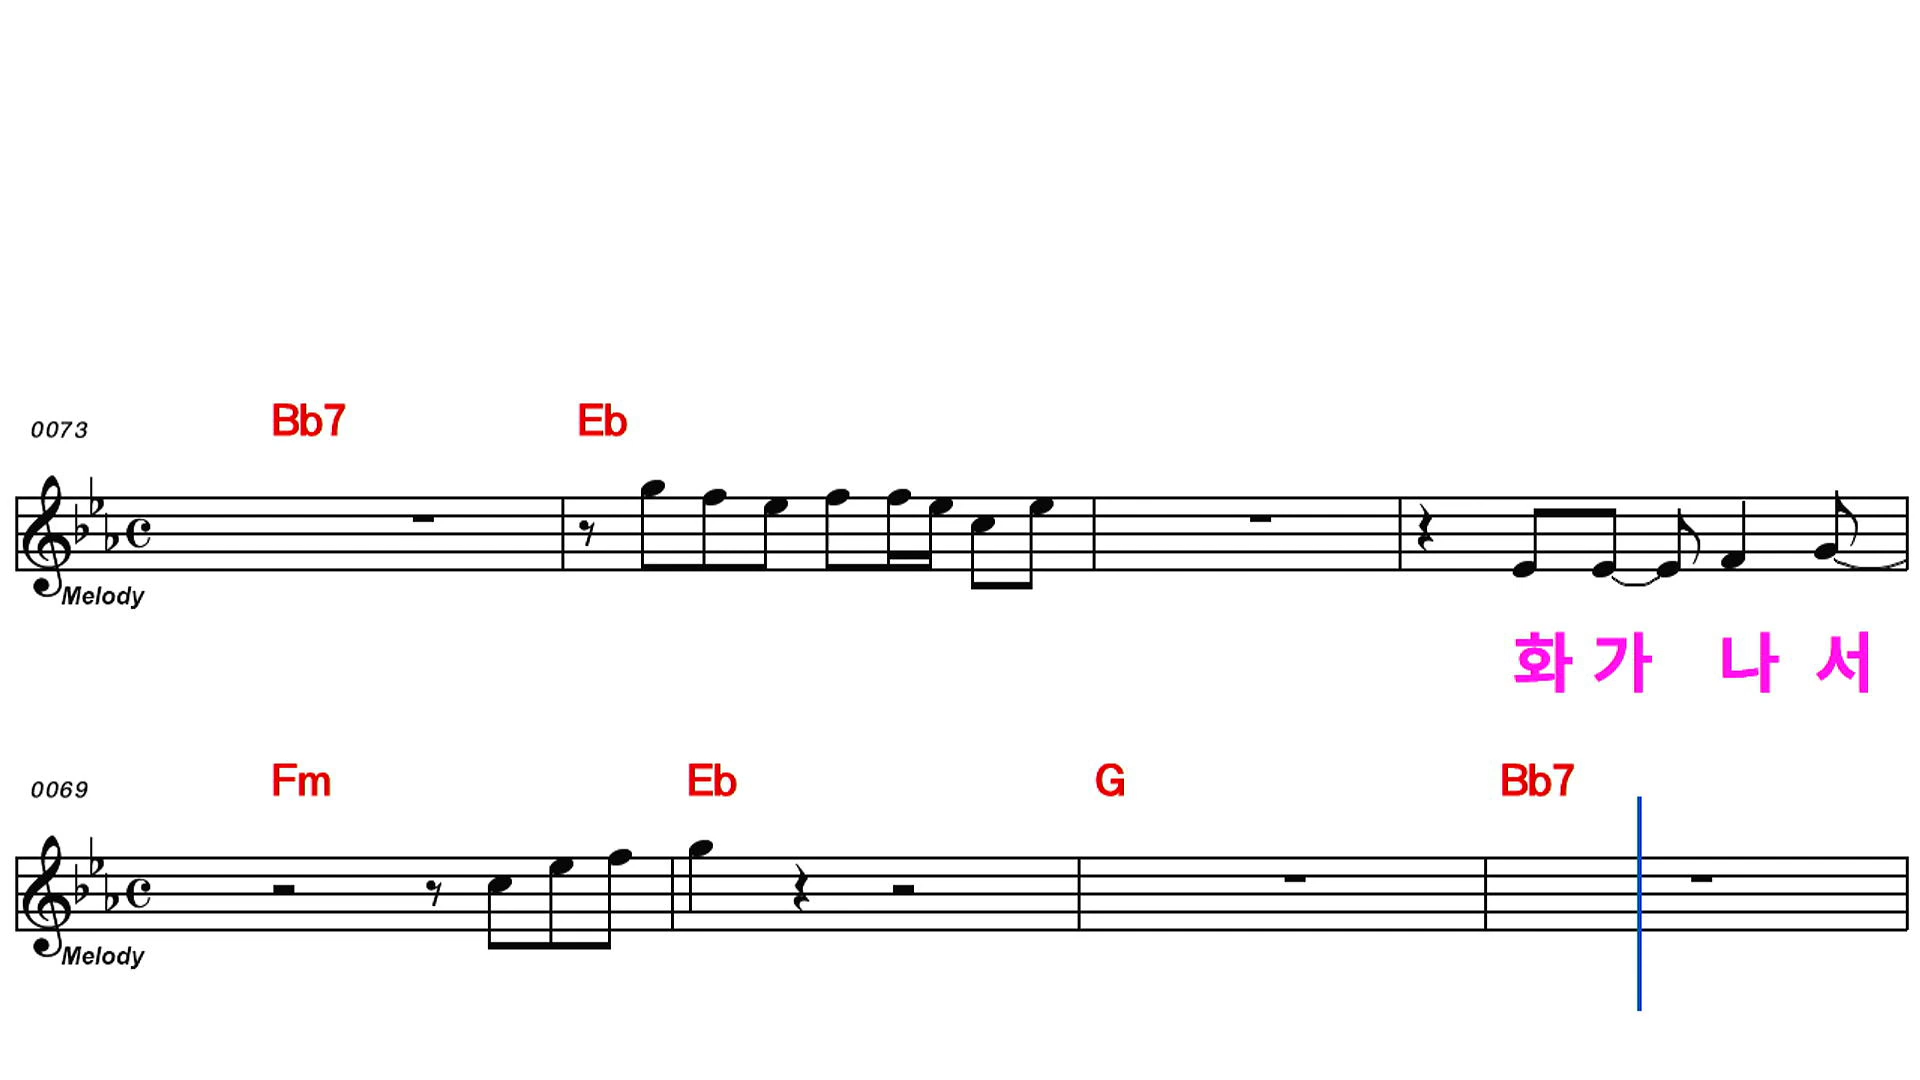 Bb7 Eb
0073
Melody
화 가 나 서
Fm Eb G Bb7
0069
Melody